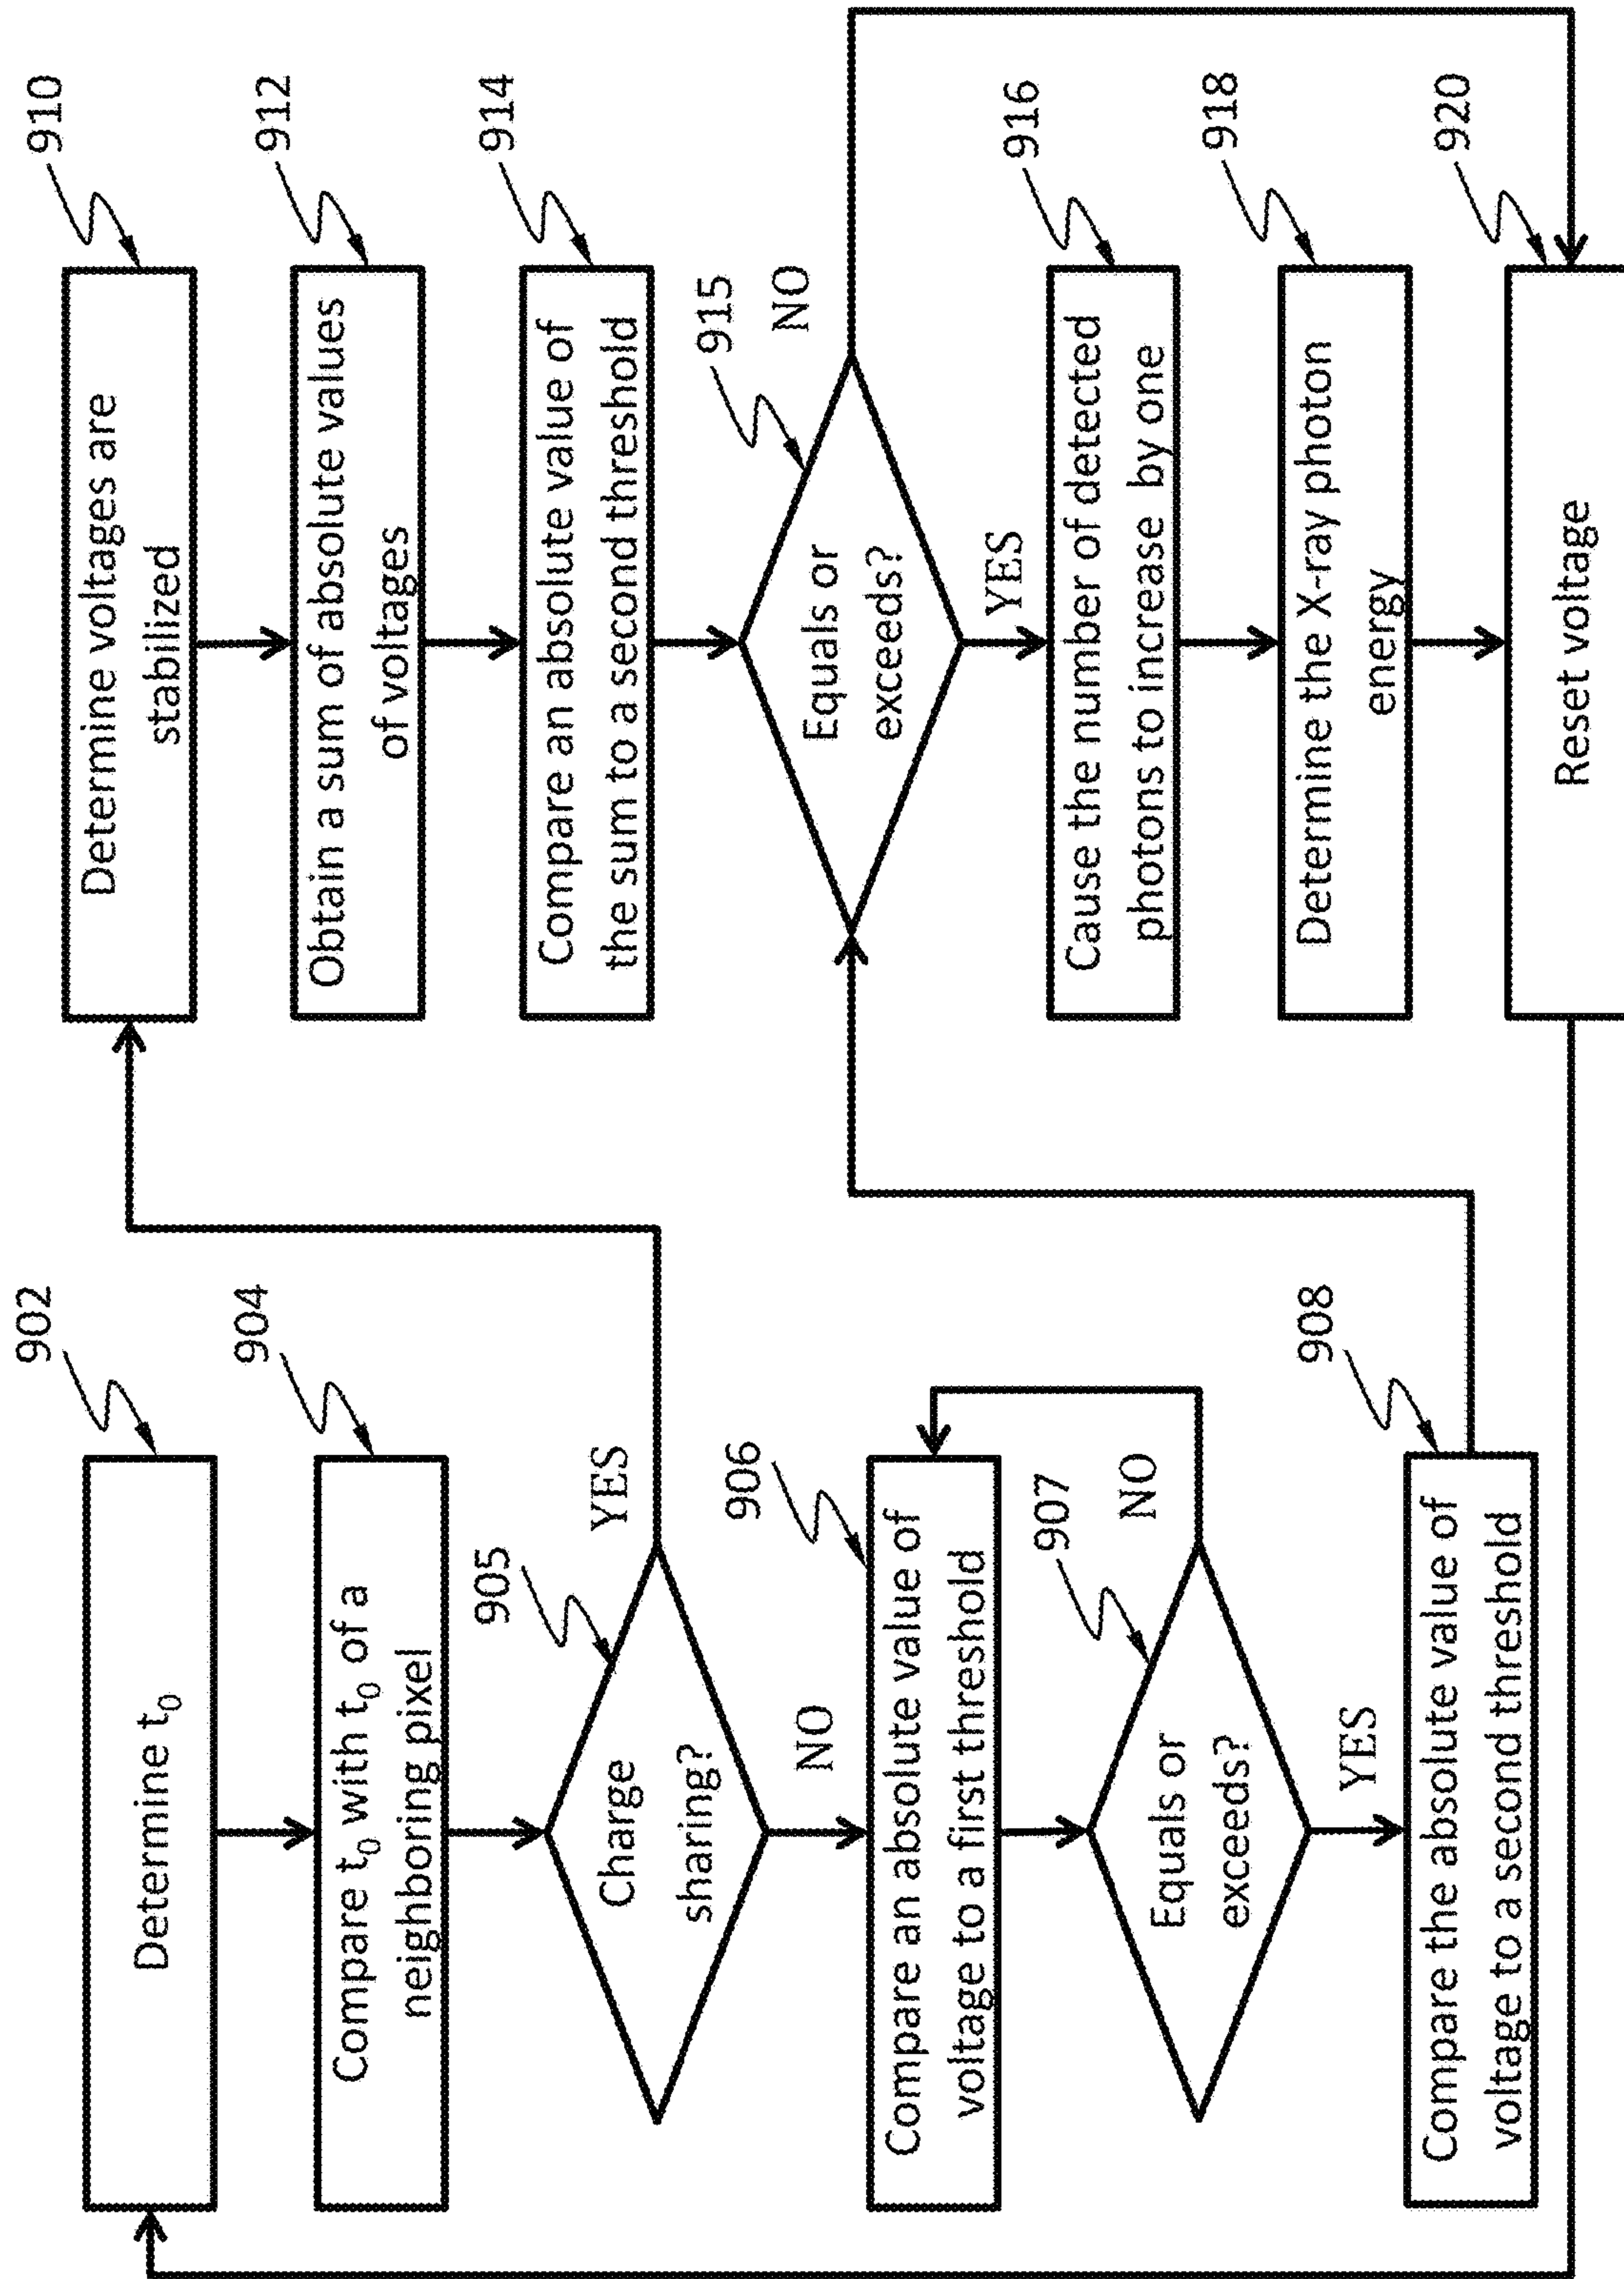 902
Determine t₀
904
Compare t₀ with t₀ of a
neighboring pixel
905
Charge
sharing?
YES
NO
906
Compare an absolute value of
voltage to a first threshold
907
Equals or
exceeds?
NO
YES
908
Compare the absolute value of
voltage to a second threshold
910
Determine voltages are
stabilized
912
Obtain a sum of absolute values
of voltages
914
Compare an absolute value of
the sum to a second threshold
915
Equals or
exceeds?
NO
YES
916
Cause the number of detected
photons to increase by one
918
Determine the X-ray photon
energy
920
Reset voltage